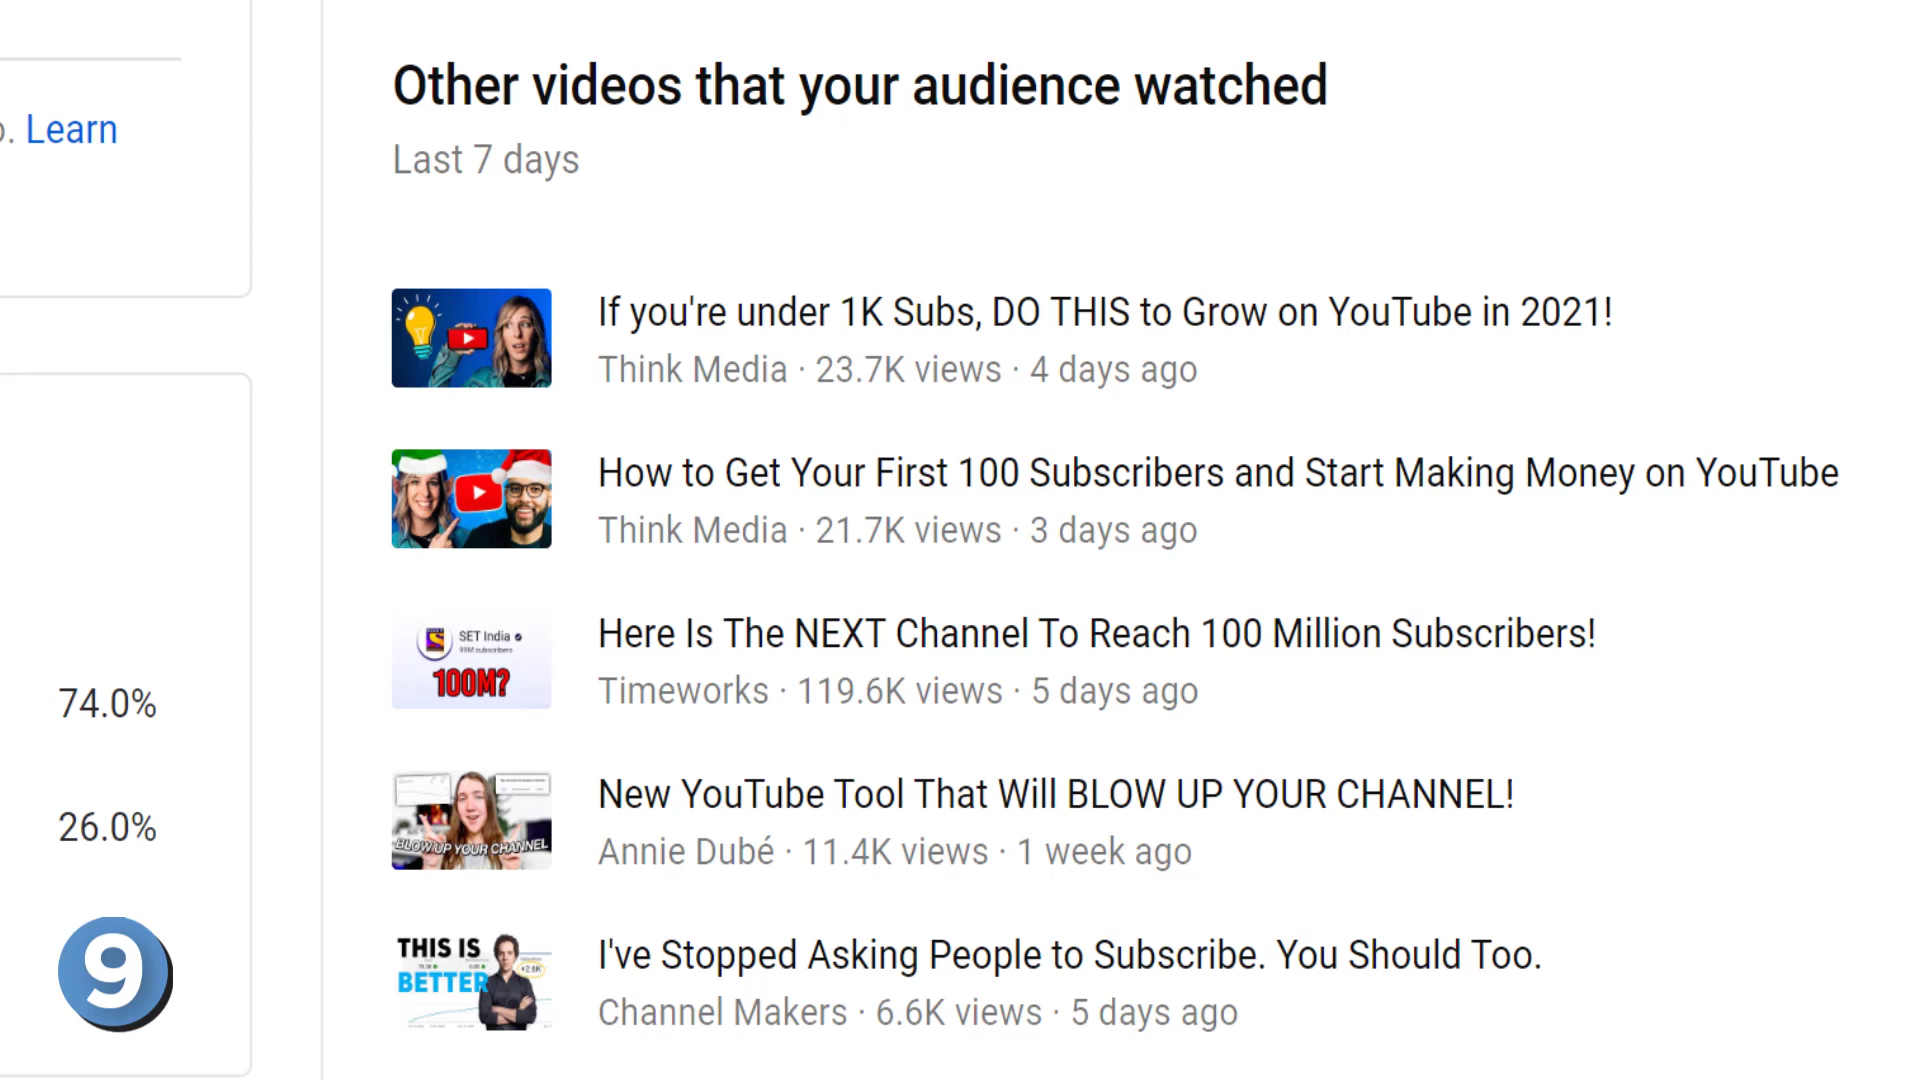 . Learn
74.0%
26.0%
9
Other videos that your audience watched
Last 7 days
If you're under 1K Subs, DO THIS to Grow on YouTube in 2021!
Think Media · 23.7K views · 4 days ago
How to Get Your First 100 Subscribers and Start Making Money on YouTube
Think Media · 21.7K views · 3 days ago
SET India
99M subscribers
100M?
Here Is The NEXT Channel To Reach 100 Million Subscribers!
Timeworks · 119.6K views · 5 days ago
BLOW UP YOUR CHANNEL
New YouTube Tool That Will BLOW UP YOUR CHANNEL!
Annie Dubé · 11.4K views · 1 week ago
THIS IS
BETTER
+2.6K
I've Stopped Asking People to Subscribe. You Should Too.
Channel Makers · 6.6K views · 5 days ago